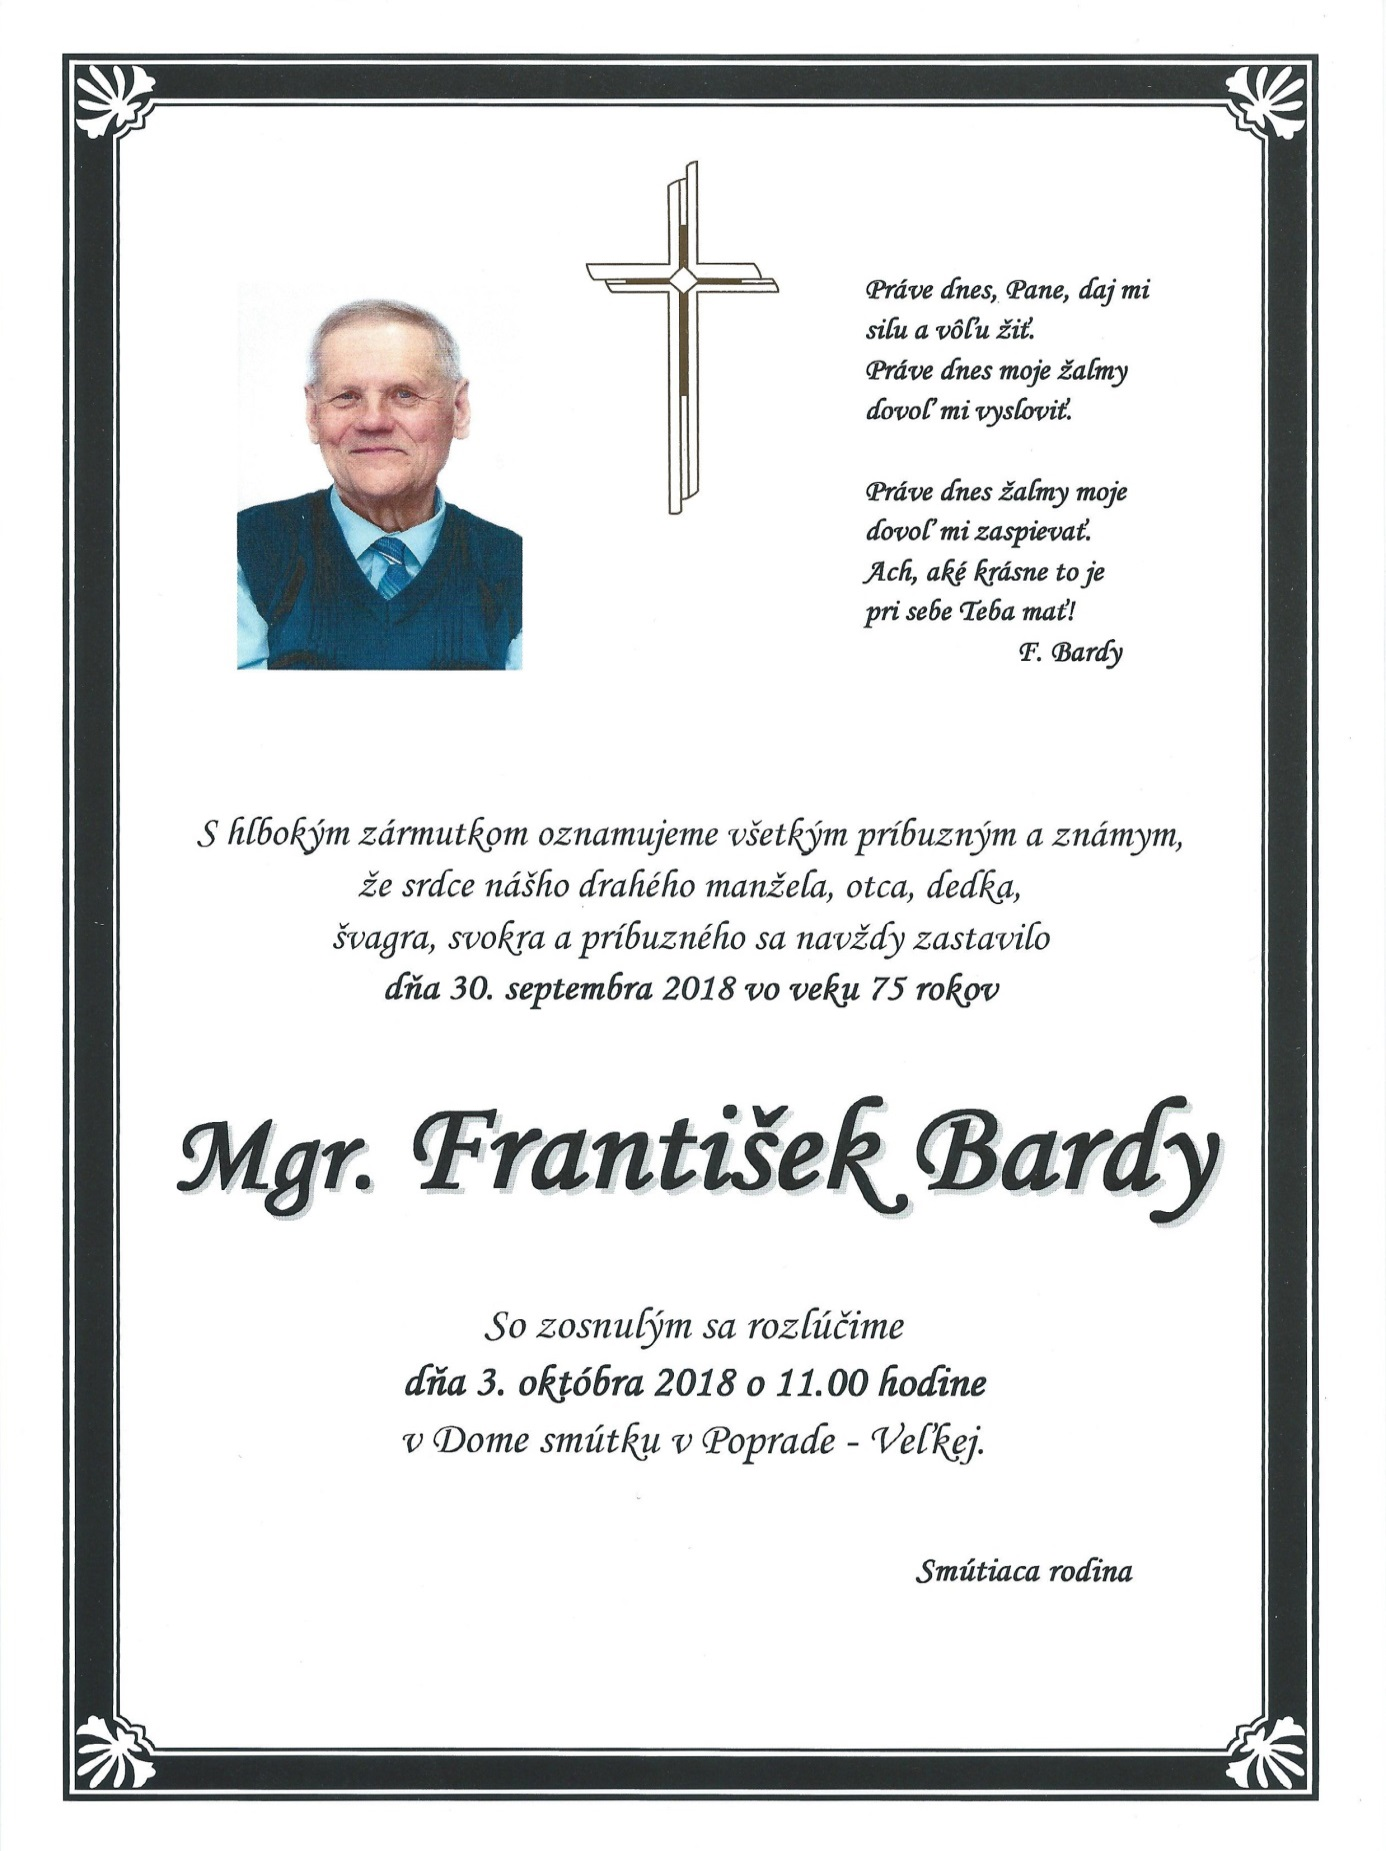 Práve dnes, Pane, daj mi
silu a vôľu žiť.
Práve dnes moje žalmy
dovoľ mi vysloviť.
Práve dnes žalmy moje
dovoľ mi zaspievať.
Ach, aké krásne to je
pri sebe Teba mať!
F. Bardy
S hlbokým zármutkom oznamujeme všetkým príbuzným a známym,
že srdce nášho drahého manžela, otca, dedka,
švagra, svokra a príbuzného sa navždy zastavilo
dňa 30. septembra 2018 vo veku 75 rokov
Mgr. František Bardy
So zosnulým sa rozlúčime
dňa 3. októbra 2018 o 11.00 hodine
v Dome smútku v Poprade - Veľkej.
Smútiaca rodina